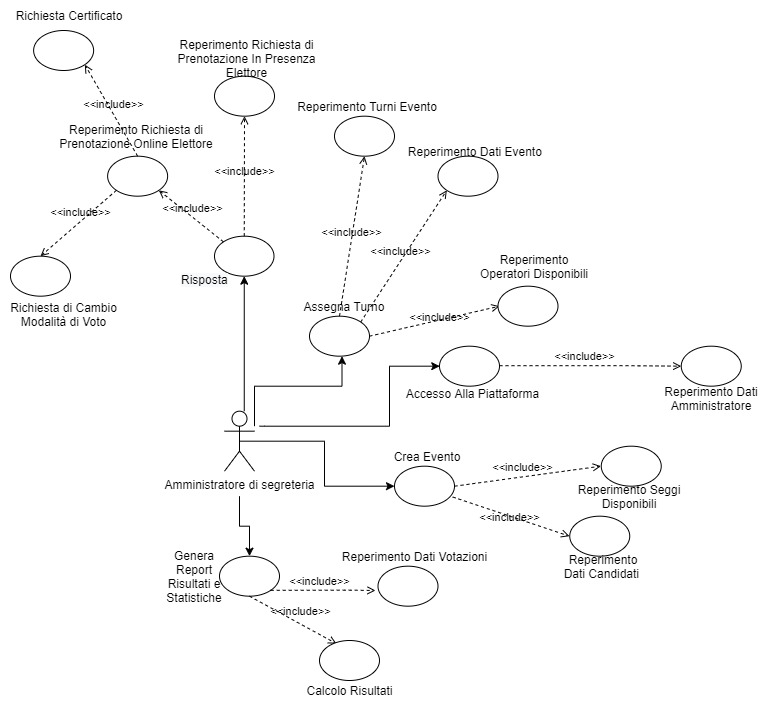 Richiesta Certificato
Reperimento Richiesta di
Prenotazione In Presenza
Elettore
<<include>>
Reperimento Turni Evento
Reperimento Richiesta di
Prenotazione Online Elettore
Reperimento Dati Evento
<<include>>
<<include>>
<<include>>
<<include>>
<<include>>
Reperimento
Operatori Disponibili
Risposta
Richiesta di Cambio
Modalità di Voto
Assegna Turno
<<include>>
<<include>>
Accesso Alla Piattaforma
Reperimento Dati
Amministratore
Crea Evento
<<include>>
Amministratore di segreteria
Reperimento Seggi
Disponibili
<<include>>
Genera
Report
Risultati e
Statistiche
Reperimento Dati Votazioni
Reperimento
Dati Candidati
<<include>>
<<include>>
Calcolo Risultati